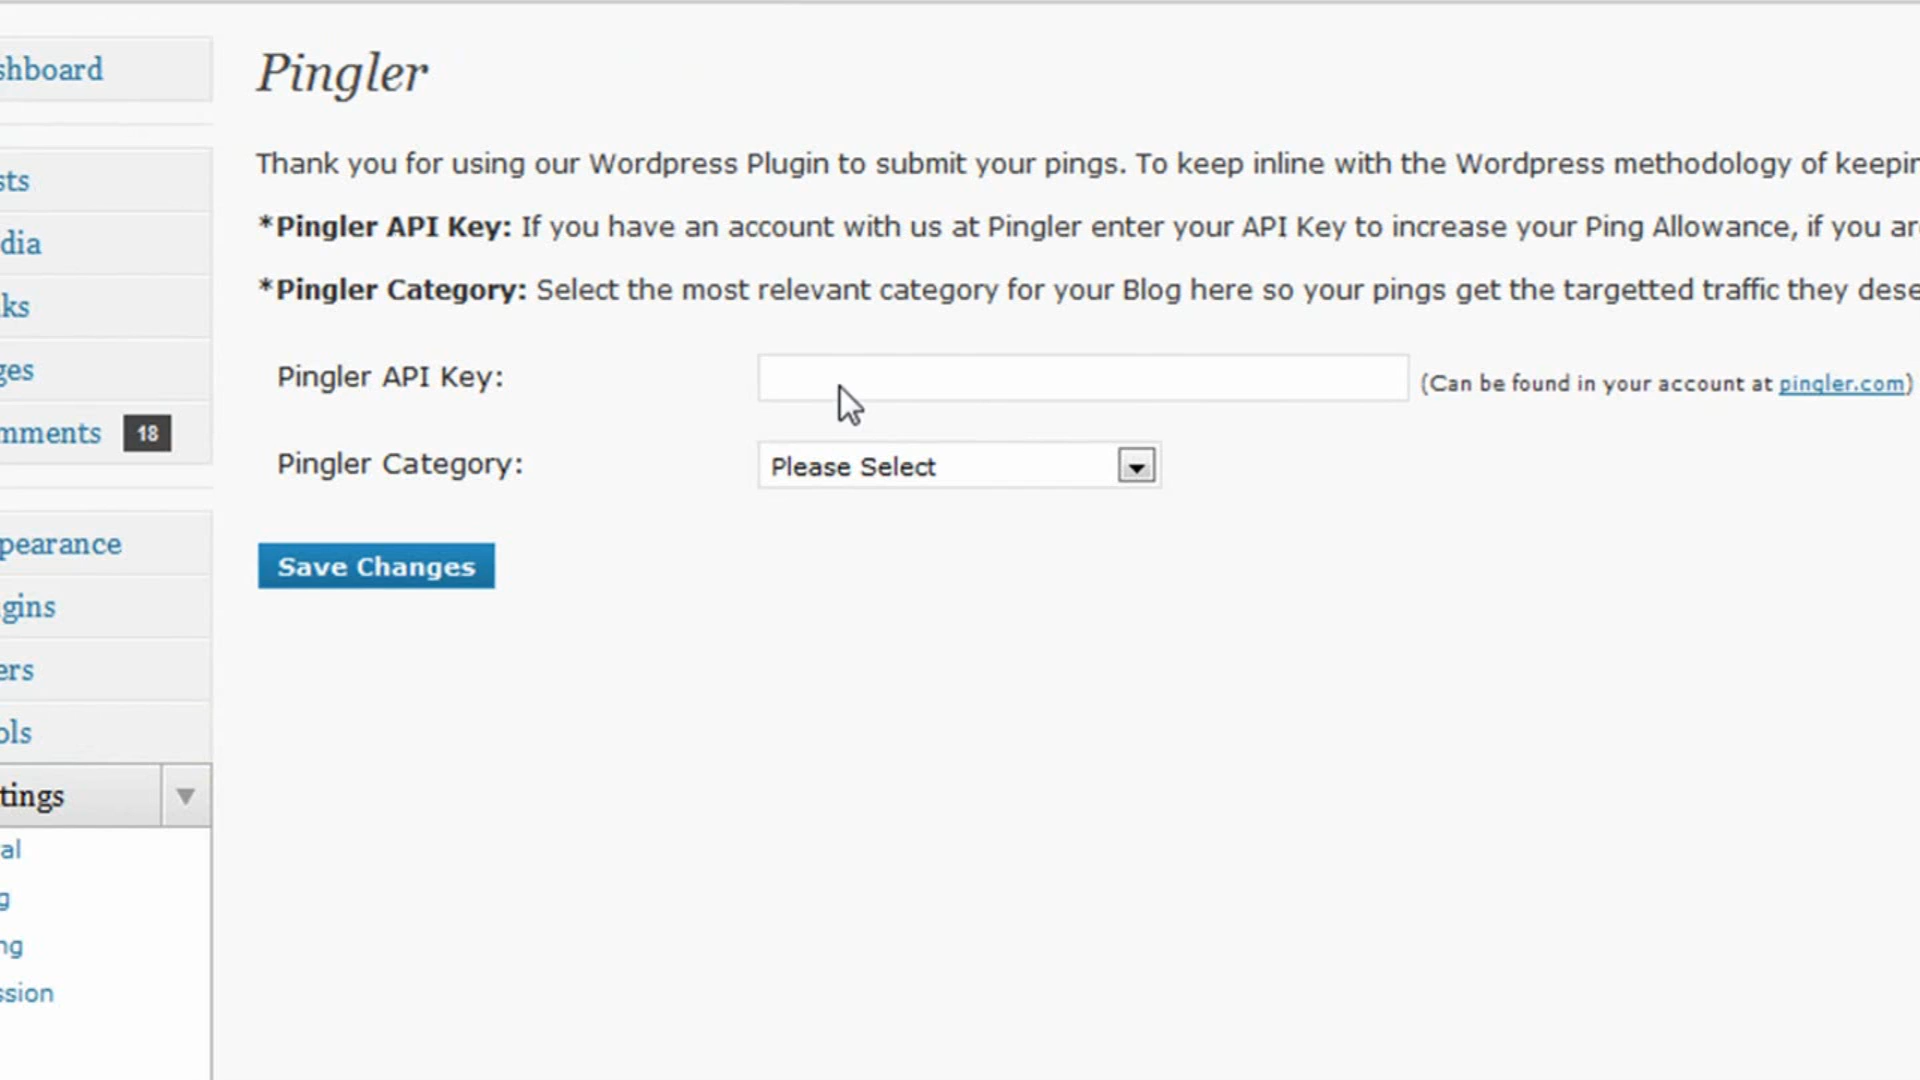 shboard
sts
dia
ks
ges
mments 18
pearance
gins
ers
ols
tings
al
g
ng
ssion
Pingler
Thank you for using our Wordpress Plugin to submit your pings. To keep inline with the Wordpress methodology of keepin
*Pingler API Key: If you have an account with us at Pingler enter your API Key to increase your Ping Allowance, if you ar
*Pingler Category: Select the most relevant category for your Blog here so your pings get the targetted traffic they dese
Pingler API Key: (Can be found in your account at pingler.com)
Pingler Category: Please Select
Save Changes